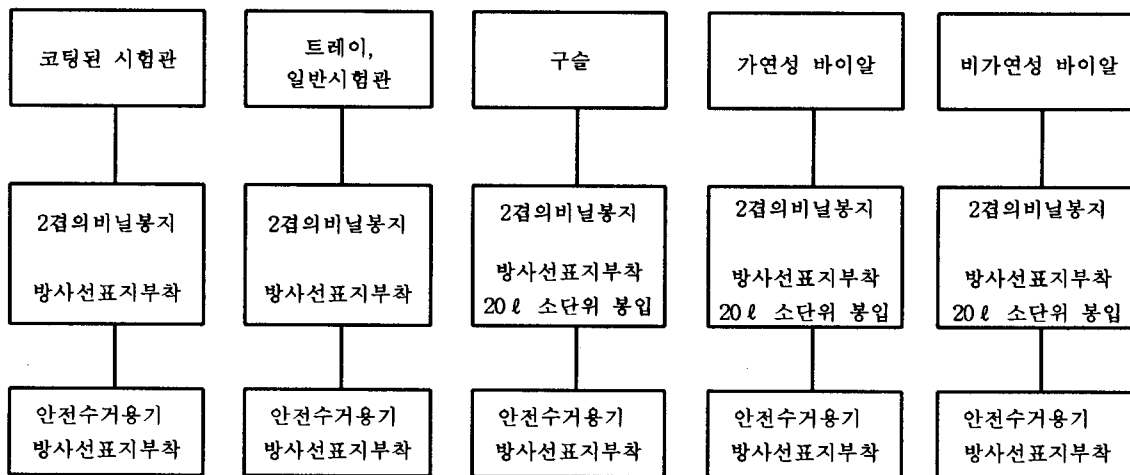 코팅된 시험관
트레이,
일반시험관
구슬
가연성 바이알
비가연성 바이알
2겹의비닐봉지
방사선표지부착
2겹의비닐봉지
방사선표지부착
2겹의비닐봉지
방사선표지부착
20ℓ 소단위 봉입
2겹의비닐봉지
방사선표지부착
20ℓ 소단위 봉입
2겹의비닐봉지
방사선표지부착
20ℓ 소단위 봉입
안전수거용기
방사선표지부착
안전수거용기
방사선표지부착
안전수거용기
방사선표지부착
안전수거용기
방사선표지부착
안전수거용기
방사선표지부착